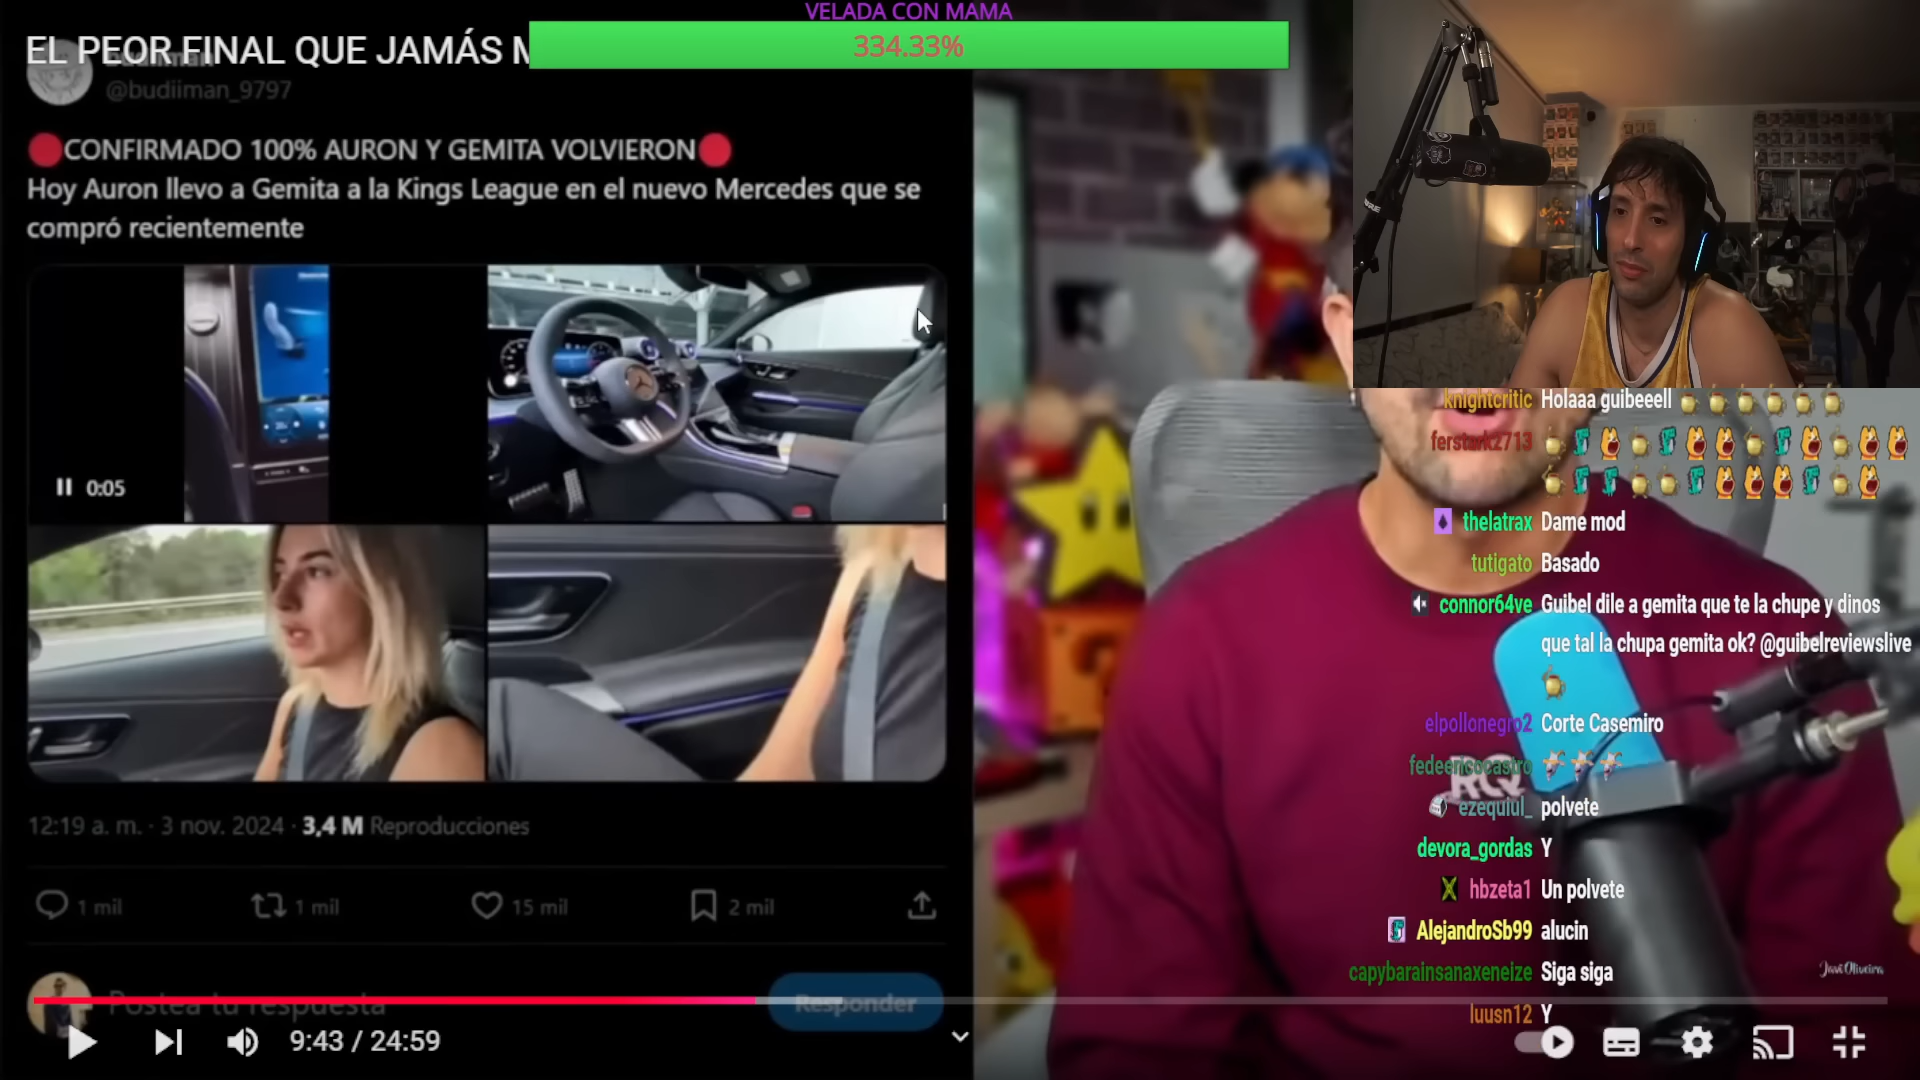 VELADA CON MAMA
334.33%
EL PEOR FINAL QUE JAMÁS M
@budiiman_9797
CONFIRMADO 100% AURON Y GEMITA VOLVIERON
Hoy Auron llevo a Gemita a la Kings League en el nuevo Mercedes que se
compró recientemente
0:05
12:19 a. m. · 3 nov. 2024 · 3,4 M Reproducciones
1 mil
1 mil
15 mil
2 mil
Postea tu respuesta
Responder
9:43 / 24:59
knightcritic Holaaa guibeeell
ferstark2713
thelatrax Dame mod
tutigato Basado
connor64ve Guibel dile a gemita que te la chupe y dinos
que tal la chupa gemita ok? @guibelreviewslive
elpollonegro2 Corte Casemiro
fedeericocastro
RQ
ezequiul_ polvete
devora_gordas Y
hbzeta1 Un polvete
AlejandroSb99 alucin
capybarainsanaxeneize Siga siga
luusn12 Y